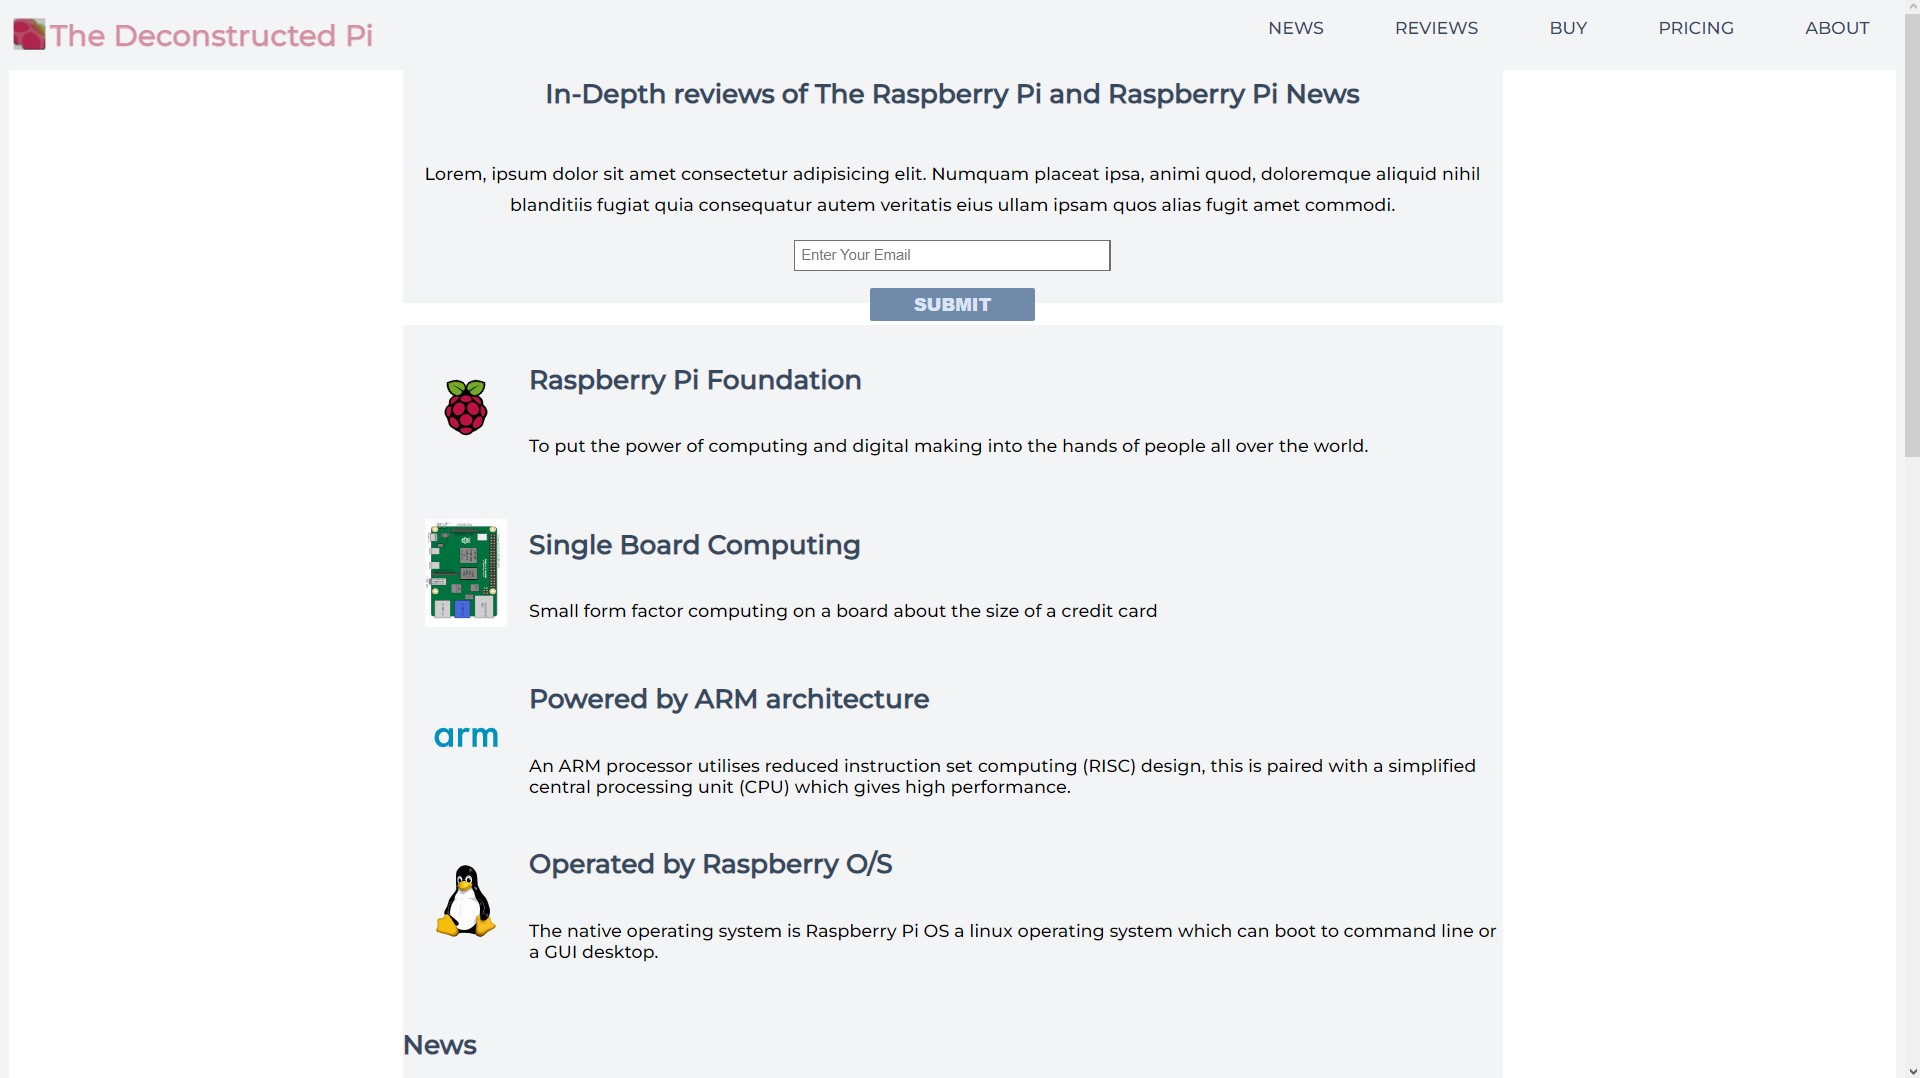 The Deconstructed Pi
NEWS REVIEWS BUY PRICING ABOUT
In-Depth reviews of The Raspberry Pi and Raspberry Pi News
Lorem, ipsum dolor sit amet consectetur adipisicing elit. Numquam placeat ipsa, animi quod, doloremque aliquid nihil
blanditiis fugiat quia consequatur autem veritatis eius ullam ipsam quos alias fugit amet commodi.
Enter Your Email
SUBMIT
Raspberry Pi Foundation
To put the power of computing and digital making into the hands of people all over the world.
Single Board Computing
Small form factor computing on a board about the size of a credit card
Powered by ARM architecture
arm
An ARM processor utilises reduced instruction set computing (RISC) design, this is paired with a simplified
central processing unit (CPU) which gives high performance.
Operated by Raspberry O/S
The native operating system is Raspberry Pi OS a linux operating system which can boot to command line or
a GUI desktop.
News